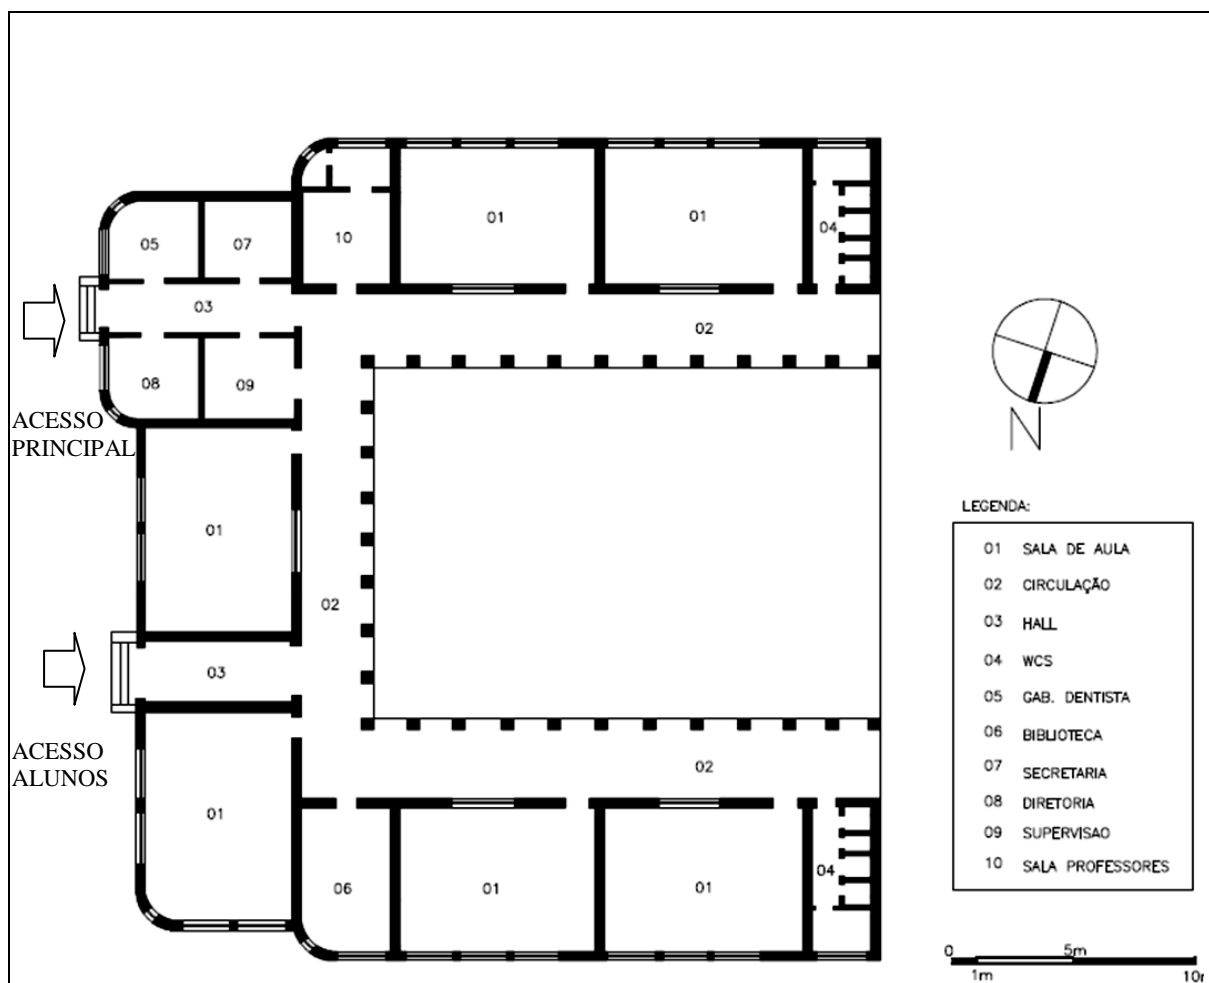 01
01
10
04
05
07
03
02
08
09
ACESSO
PRINCIPAL
N
01
02
03
ACESSO
ALUNOS
01
02
06
01
01
04
LEGENDA:
01 SALA DE AULA
02 CIRCULAÇÃO
03 HALL
04 WCS
05 GAB. DENTISTA
06 BIBLIOTECA
07 SECRETARIA
08 DIRETORIA
09 SUPERVISAO
10 SALA PROFESSORES
0 5m
1m 10m